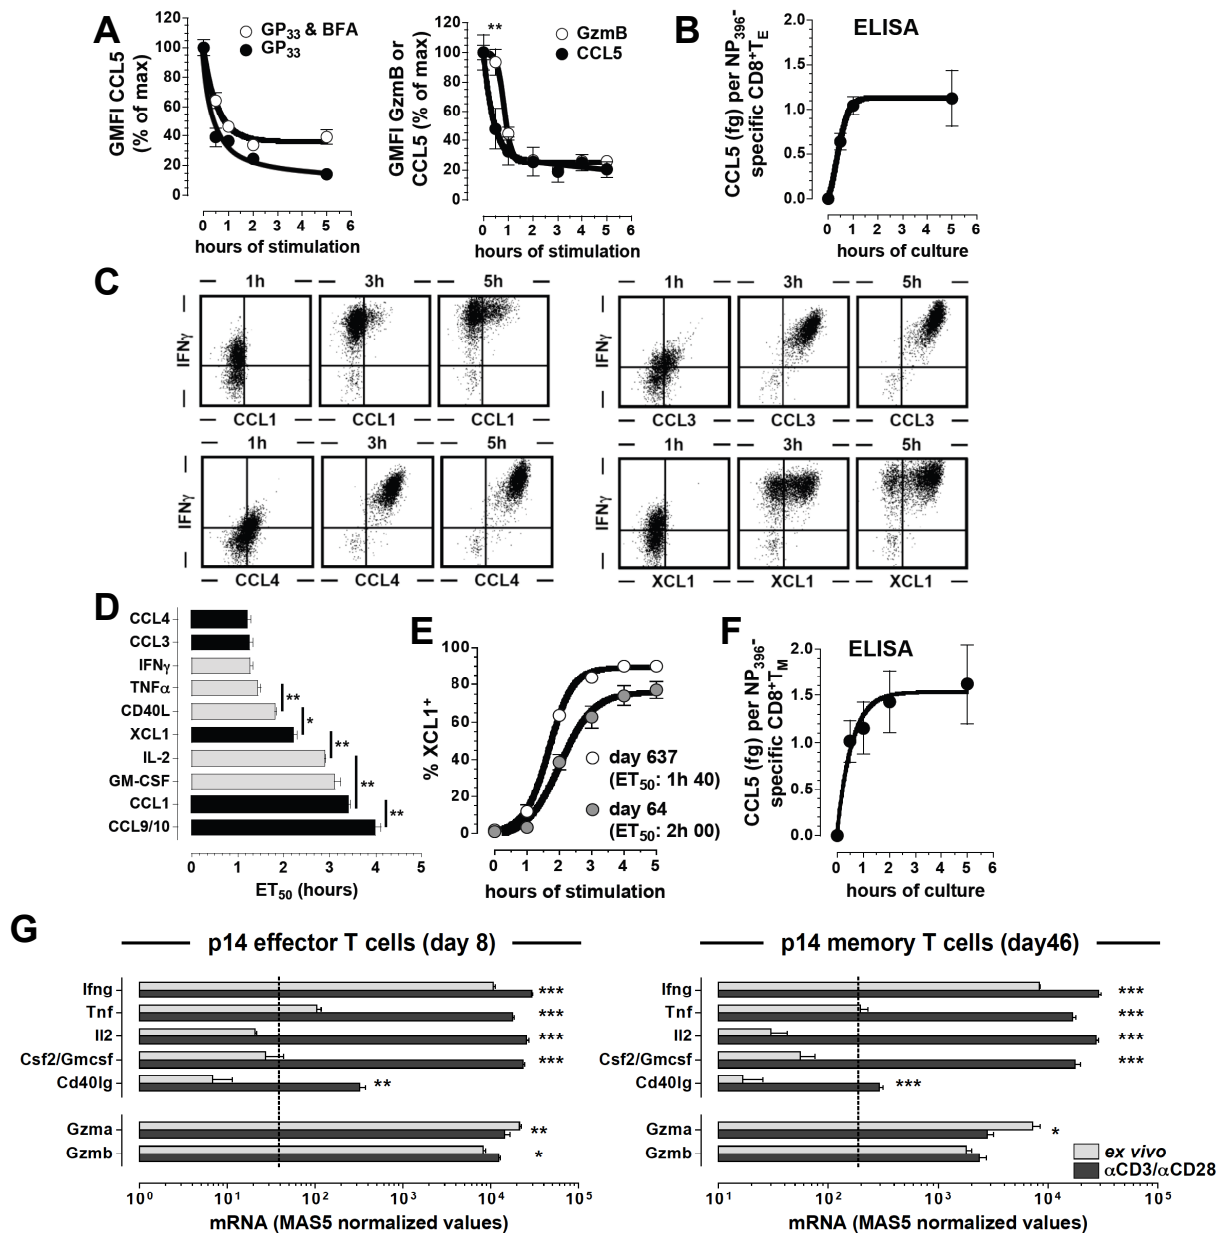 A
GMFI CCL5
(% of max)
120
100
80
60
40
20
0
GP33 & BFA
GP33
0 1 2 3 4 5 6
hours of stimulation
GMFI GzmB or
CCL5 (% of max)
120
100
80
60
40
20
0
**
GzmB
CCL5
0 1 2 3 4 5 6
hours of stimulation
B
ELISA
CCL5 (fg) per NP396-
specific CD8+TE
2.0
1.5
1.0
0.5
0.0
0 1 2 3 4 5 6
hours of culture
C
1h 3h 5h
IFNγ
CCL1 CCL1 CCL1
1h 3h 5h
IFNγ
CCL3 CCL3 CCL3
1h 3h 5h
IFNγ
CCL4 CCL4 CCL4
1h 3h 5h
IFNγ
XCL1 XCL1 XCL1
D
CCL4
CCL3
IFNγ
TNFα
CD40L
XCL1
IL-2
GM-CSF
CCL1
CCL9/10
**
*
**
**
**
0 1 2 3 4 5
ET50 (hours)
E
% XCL1+
100
80
60
40
20
0
day 637
(ET50: 1h 40)
day 64
(ET50: 2h 00)
0 1 2 3 4 5
hours of stimulation
F
ELISA
CCL5 (fg) per NP396-
specific CD8+TM
2.0
1.5
1.0
0.5
0.0
0 1 2 3 4 5 6
hours of culture
G
p14 effector T cells (day 8)
Ifng ***
Tnf ***
Il2 ***
Csf2/Gmcsf ***
Cd40lg **
Gzma **
Gzmb *
10^0 10^1 10^2 10^3 10^4 10^5
mRNA (MAS5 normalized values)
p14 memory T cells (day46)
Ifng ***
Tnf ***
Il2 ***
Csf2/Gmcsf ***
Cd40lg ***
Gzma *
Gzmb
ex vivo
αCD3/αCD28
10^1 10^2 10^3 10^4 10^5
mRNA (MAS5 normalized values)